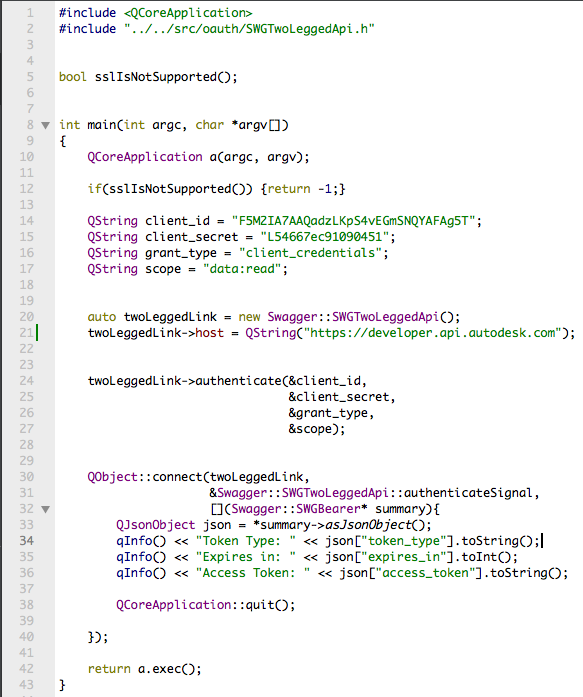 1 #include <QCoreApplication>
2 #include "../../src/oauth/SWGTwoLeggedApi.h"
3
4
5 bool sslIsNotSupported();
6
7
8 int main(int argc, char *argv[])
9 {
10 QCoreApplication a(argc, argv);
11
12 if(sslIsNotSupported()) {return -1;}
13
14 QString client_id = "F5MZIA7AAQadzLKpS4vEGmSNQYAFAg5T";
15 QString client_secret = "L54667ec91090451";
16 QString grant_type = "client_credentials";
17 QString scope = "data:read";
18
19
20 auto twoLeggedLink = new Swagger::SWGTwoLeggedApi();
21 twoLeggedLink->host = QString("https://developer.api.autodesk.com");
22
23
24 twoLeggedLink->authenticate(&client_id,
25 &client_secret,
26 &grant_type,
27 &scope);
28
29
30 QObject::connect(twoLeggedLink,
31 &Swagger::SWGTwoLeggedApi::authenticateSignal,
32 [](Swagger::SWGBearer* summary){
33 QJsonObject json = *summary->asJsonObject();
34 qInfo() << "Token Type: " << json["token_type"].toString();
35 qInfo() << "Expires in: " << json["expires_in"].toInt();
36 qInfo() << "Access Token: " << json["access_token"].toString();
37
38 QCoreApplication::quit();
39
40 });
41
42 return a.exec();
43 }